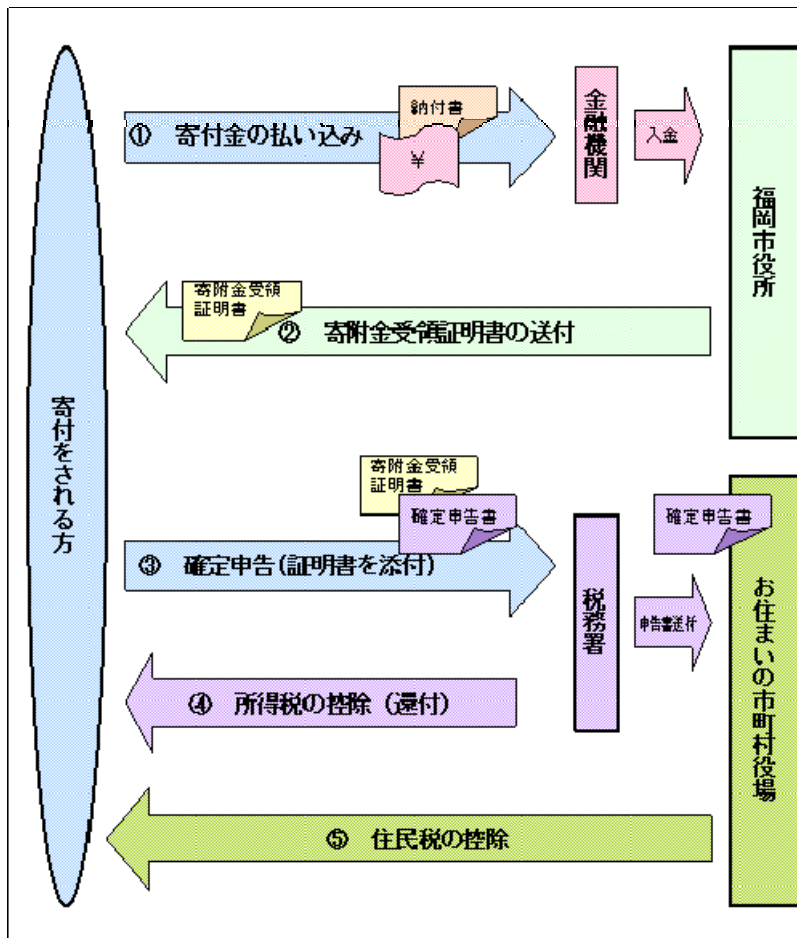 納付書
① 寄付金の払い込み
¥
金融機関
入金
福岡市役所
寄附金受領
証明書
② 寄附金受領証明書の送付
寄付をされる方
寄附金受領
証明書
確定申告書
③ 確定申告(証明書を添付)
税務署
確定申告書
申告書送付
お住まいの市町村役場
④ 所得税の控除(還付)
⑤ 住民税の控除